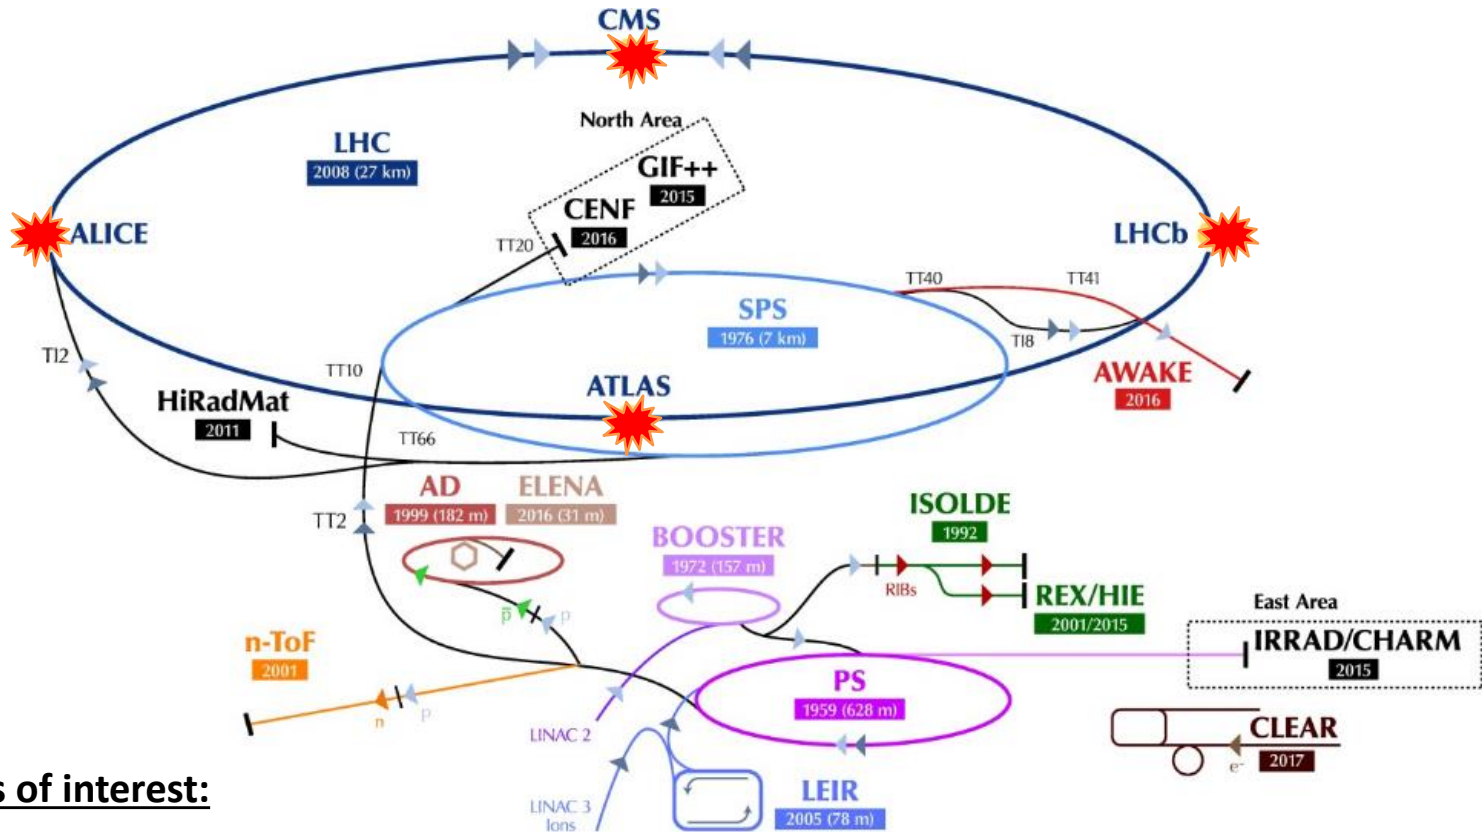 CMS
North Area
LHC
2008 (27 km)
GIF++
2015
CENF
2016
ALICE
LHCb
TT20
TT40
TT41
SPS
1976 (7 km)
TI8
TI2
TT10
ATLAS
AWAKE
2016
HiRadMat
2011
TT66
AD
1999 (182 m)
ELENA
2016 (31 m)
TT2
ISOLDE
1992
BOOSTER
1972 (157 m)
RIBs
REX/HIE
2001/2015
East Area
p̅
p
n-ToF
2001
IRRAD/CHARM
2015
PS
1959 (628 m)
n
p
LINAC 2
CLEAR
2017
e-
s of interest:
LINAC 3
Ions
LEIR
2005 (78 m)